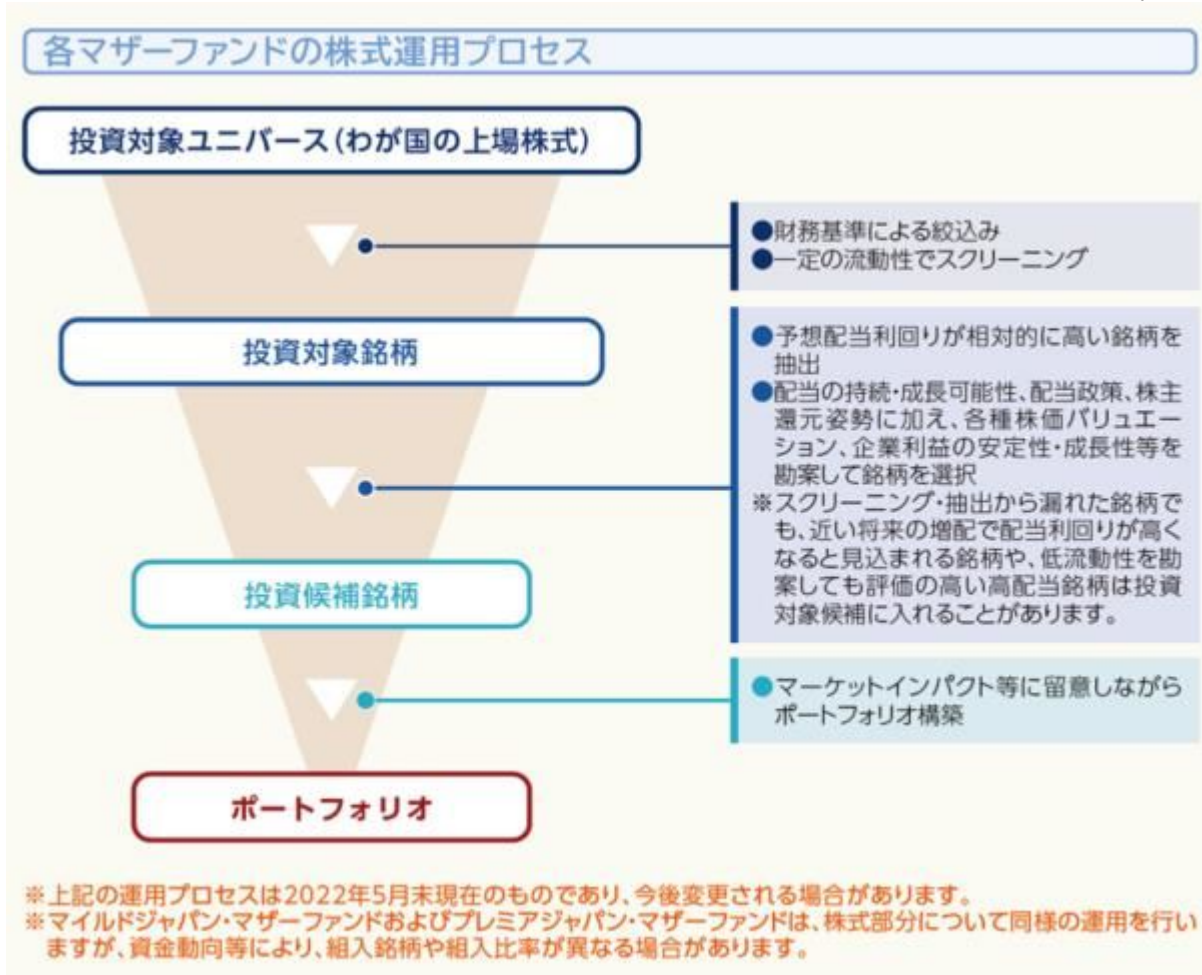 各マザーファンドの株式運用プロセス
投資対象ユニバース(わが国の上場株式)
●財務基準による絞込み
●一定の流動性でスクリーニング
投資対象銘柄
●予想配当利回りが相対的に高い銘柄を
抽出
●配当の持続・成長可能性、配当政策、株主
還元姿勢に加え、各種株価バリュエー
ション、企業利益の安定性・成長性等を
勘案して銘柄を選択
※スクリーニング・抽出から漏れた銘柄で
も、近い将来の増配で配当利回りが高く
なると見込まれる銘柄や、低流動性を勘
案しても評価の高い高配当銘柄は投資
対象候補に入れることがあります。
投資候補銘柄
●マーケットインパクト等に留意しながら
ポートフォリオ構築
ポートフォリオ
※上記の運用プロセスは2022年5月末現在のものであり、今後変更される場合があります。
※マイルドジャパン・マザーファンドおよびプレミアジャパン・マザーファンドは、株式部分について同様の運用を行い
ますが、資金動向等により、組入銘柄や組入比率が異なる場合があります。